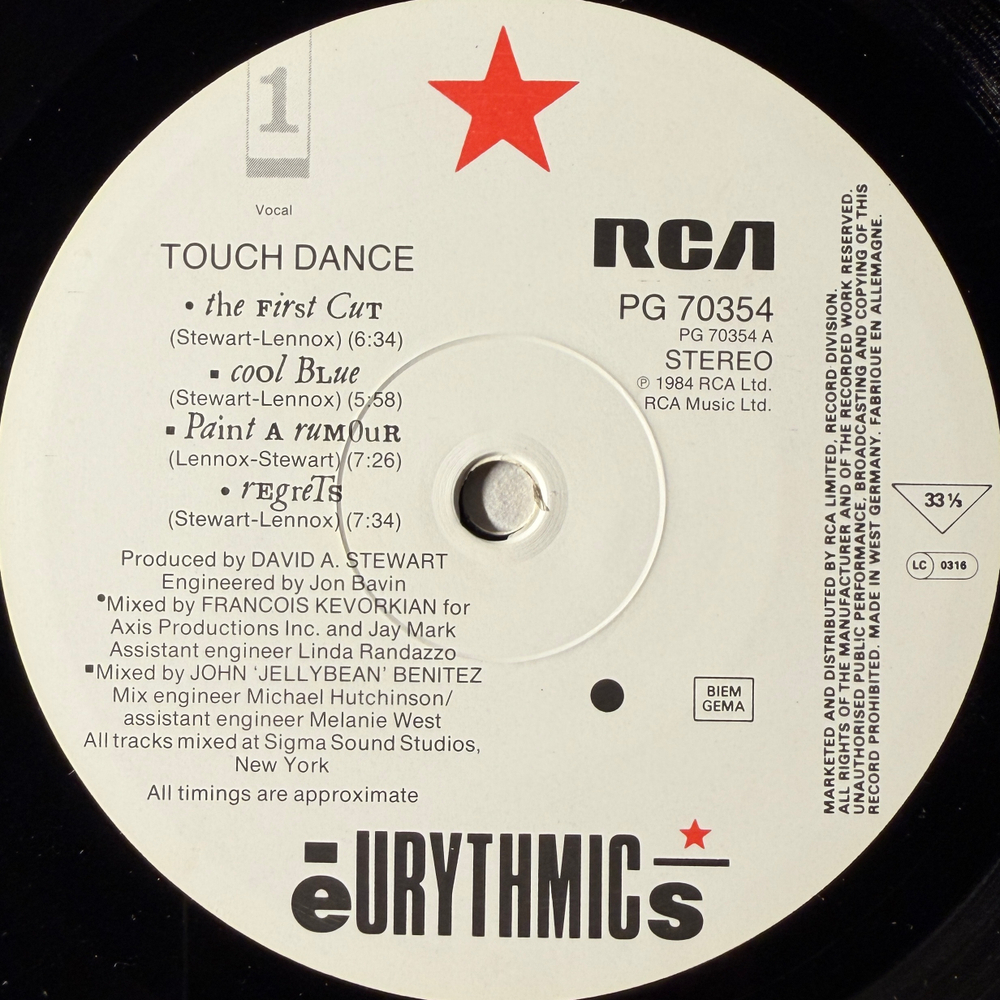 1
Vocal
TOUCH DANCE
• the First Cut
(Stewart-Lennox) (6:34)
▪ cool Blue
(Stewart-Lennox) (5:58)
▪ Paint A rumOuR
(Lennox-Stewart) (7:26)
• rEgreTs
(Stewart-Lennox) (7:34)
Produced by DAVID A. STEWART
Engineered by Jon Bavin
•Mixed by FRANCOIS KEVORKIAN for
Axis Productions Inc. and Jay Mark
Assistant engineer Linda Randazzo
▪Mixed by JOHN ‘JELLYBEAN’ BENITEZ
Mix engineer Michael Hutchinson/
assistant engineer Melanie West
All tracks mixed at Sigma Sound Studios,
New York
All timings are approximate
RCA
PG 70354
PG 70354 A
STEREO
℗ 1984 RCA Ltd.
RCA Music Ltd.
BIEM
GEMA
MARKETED AND DISTRIBUTED BY RCA LIMITED, RECORD DIVISION.
ALL RIGHTS OF THE MANUFACTURER AND OF THE RECORDED WORK RESERVED.
UNAUTHORISED PUBLIC PERFORMANCE, BROADCASTING AND COPYING OF THIS
RECORD PROHIBITED. MADE IN WEST GERMANY. FABRIQUE EN ALLEMAGNE.
33 ⅓
LC 0316
eURYTHMICs